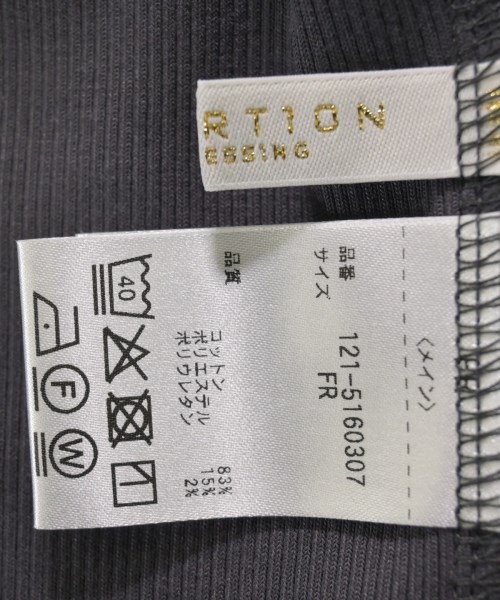 RTION
ESSING
〈メイン〉
品番 121-5160307
サイズ FR
品質
コットン 83%
ポリエステル 15%
ポリウレタン 2%
40
F
W